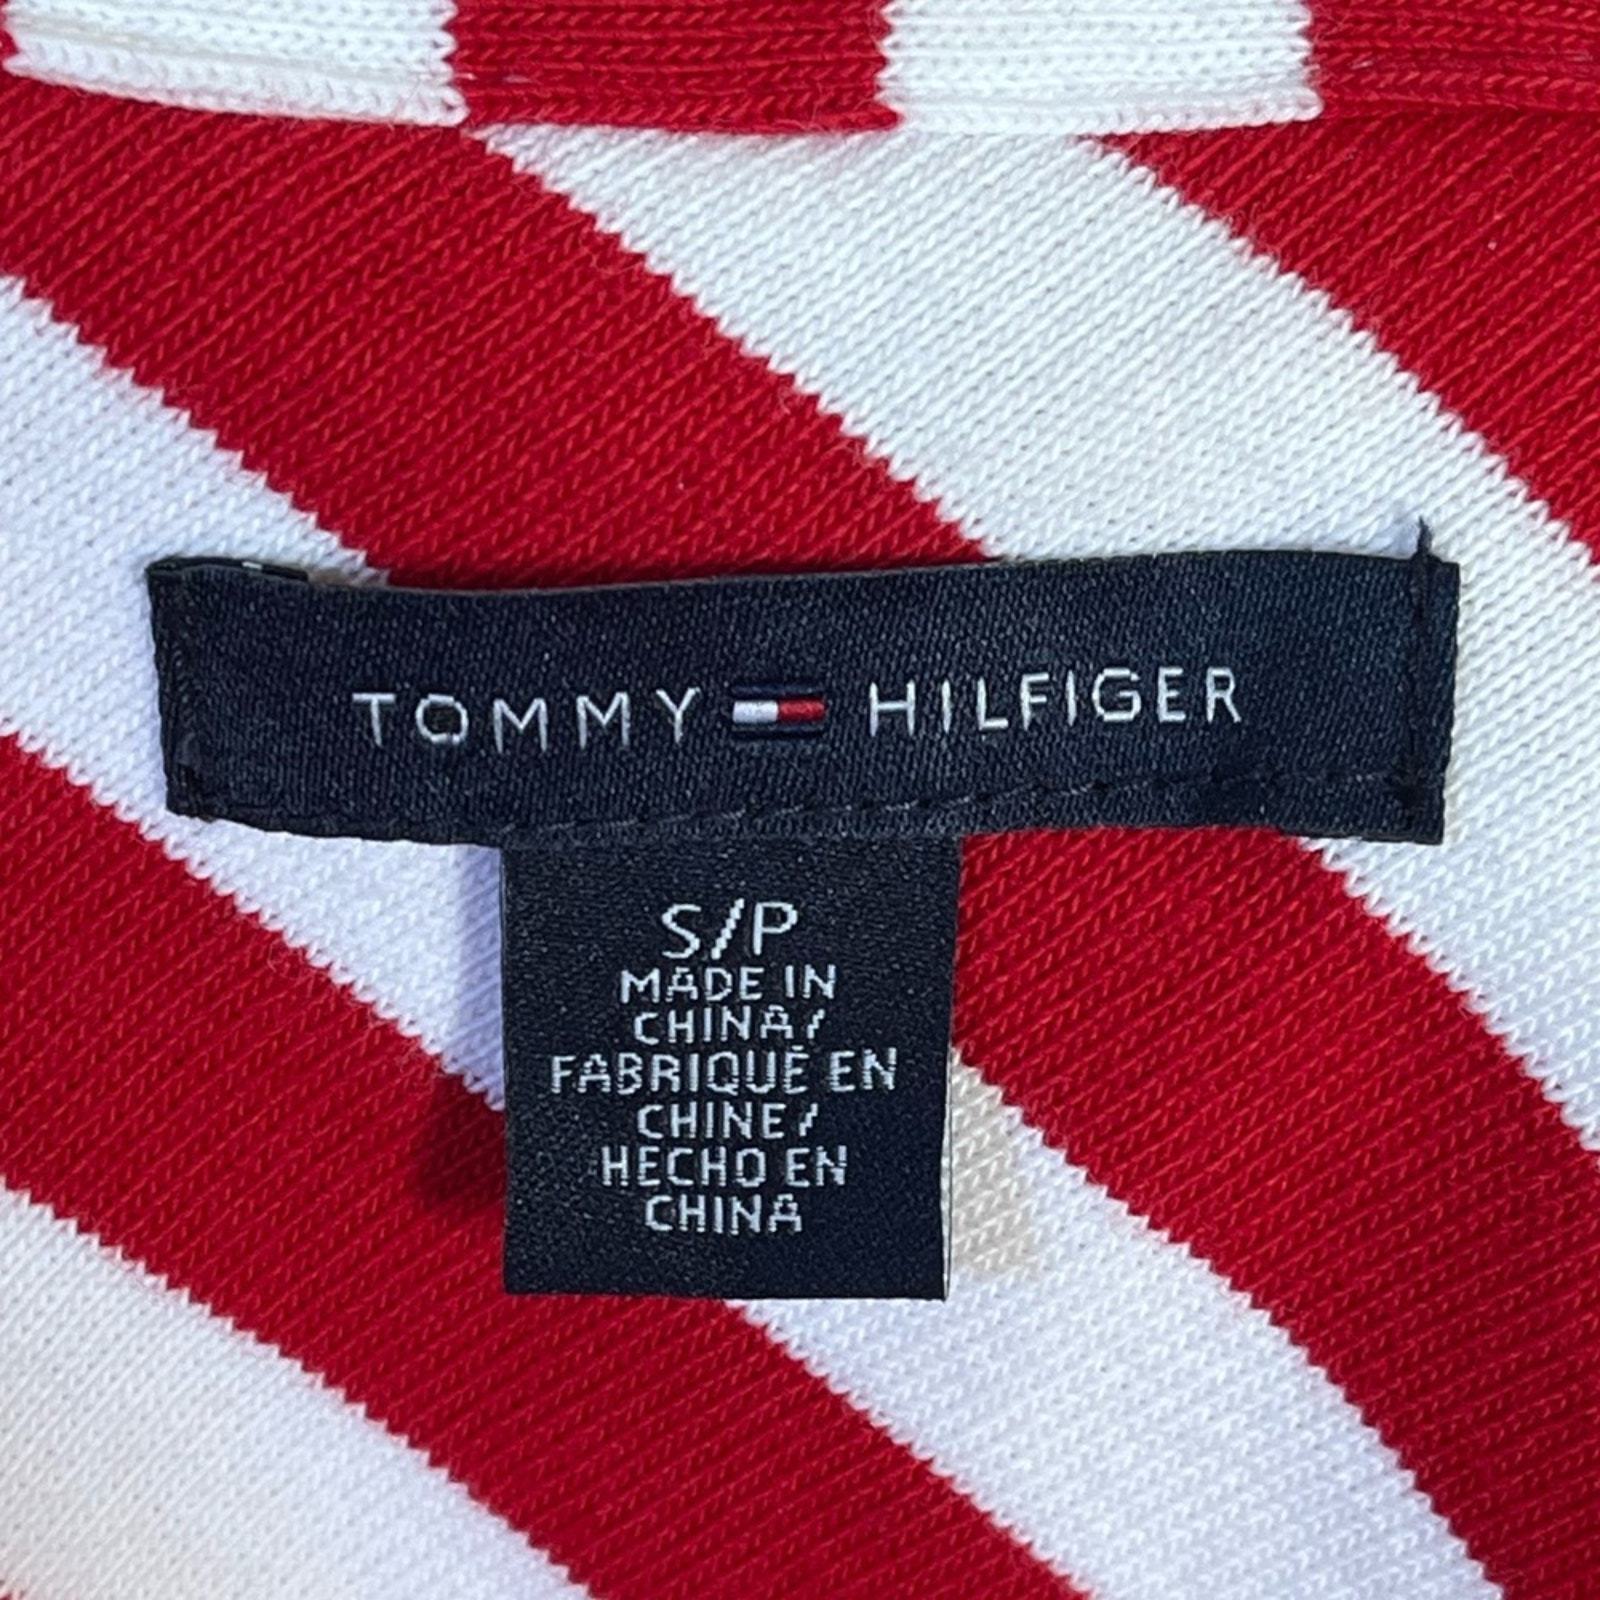 TOMMY HILFIGER
S/P
MADE IN
CHINA/
FABRIQUÉ EN
CHINE/
HECHO EN
CHINA